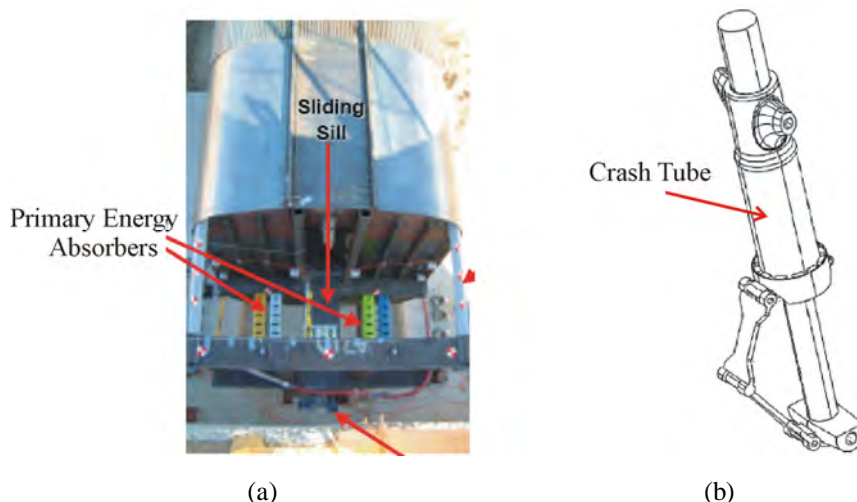 Sliding
Sill
Primary Energy
Absorbers
Crash Tube
(a)
(b)